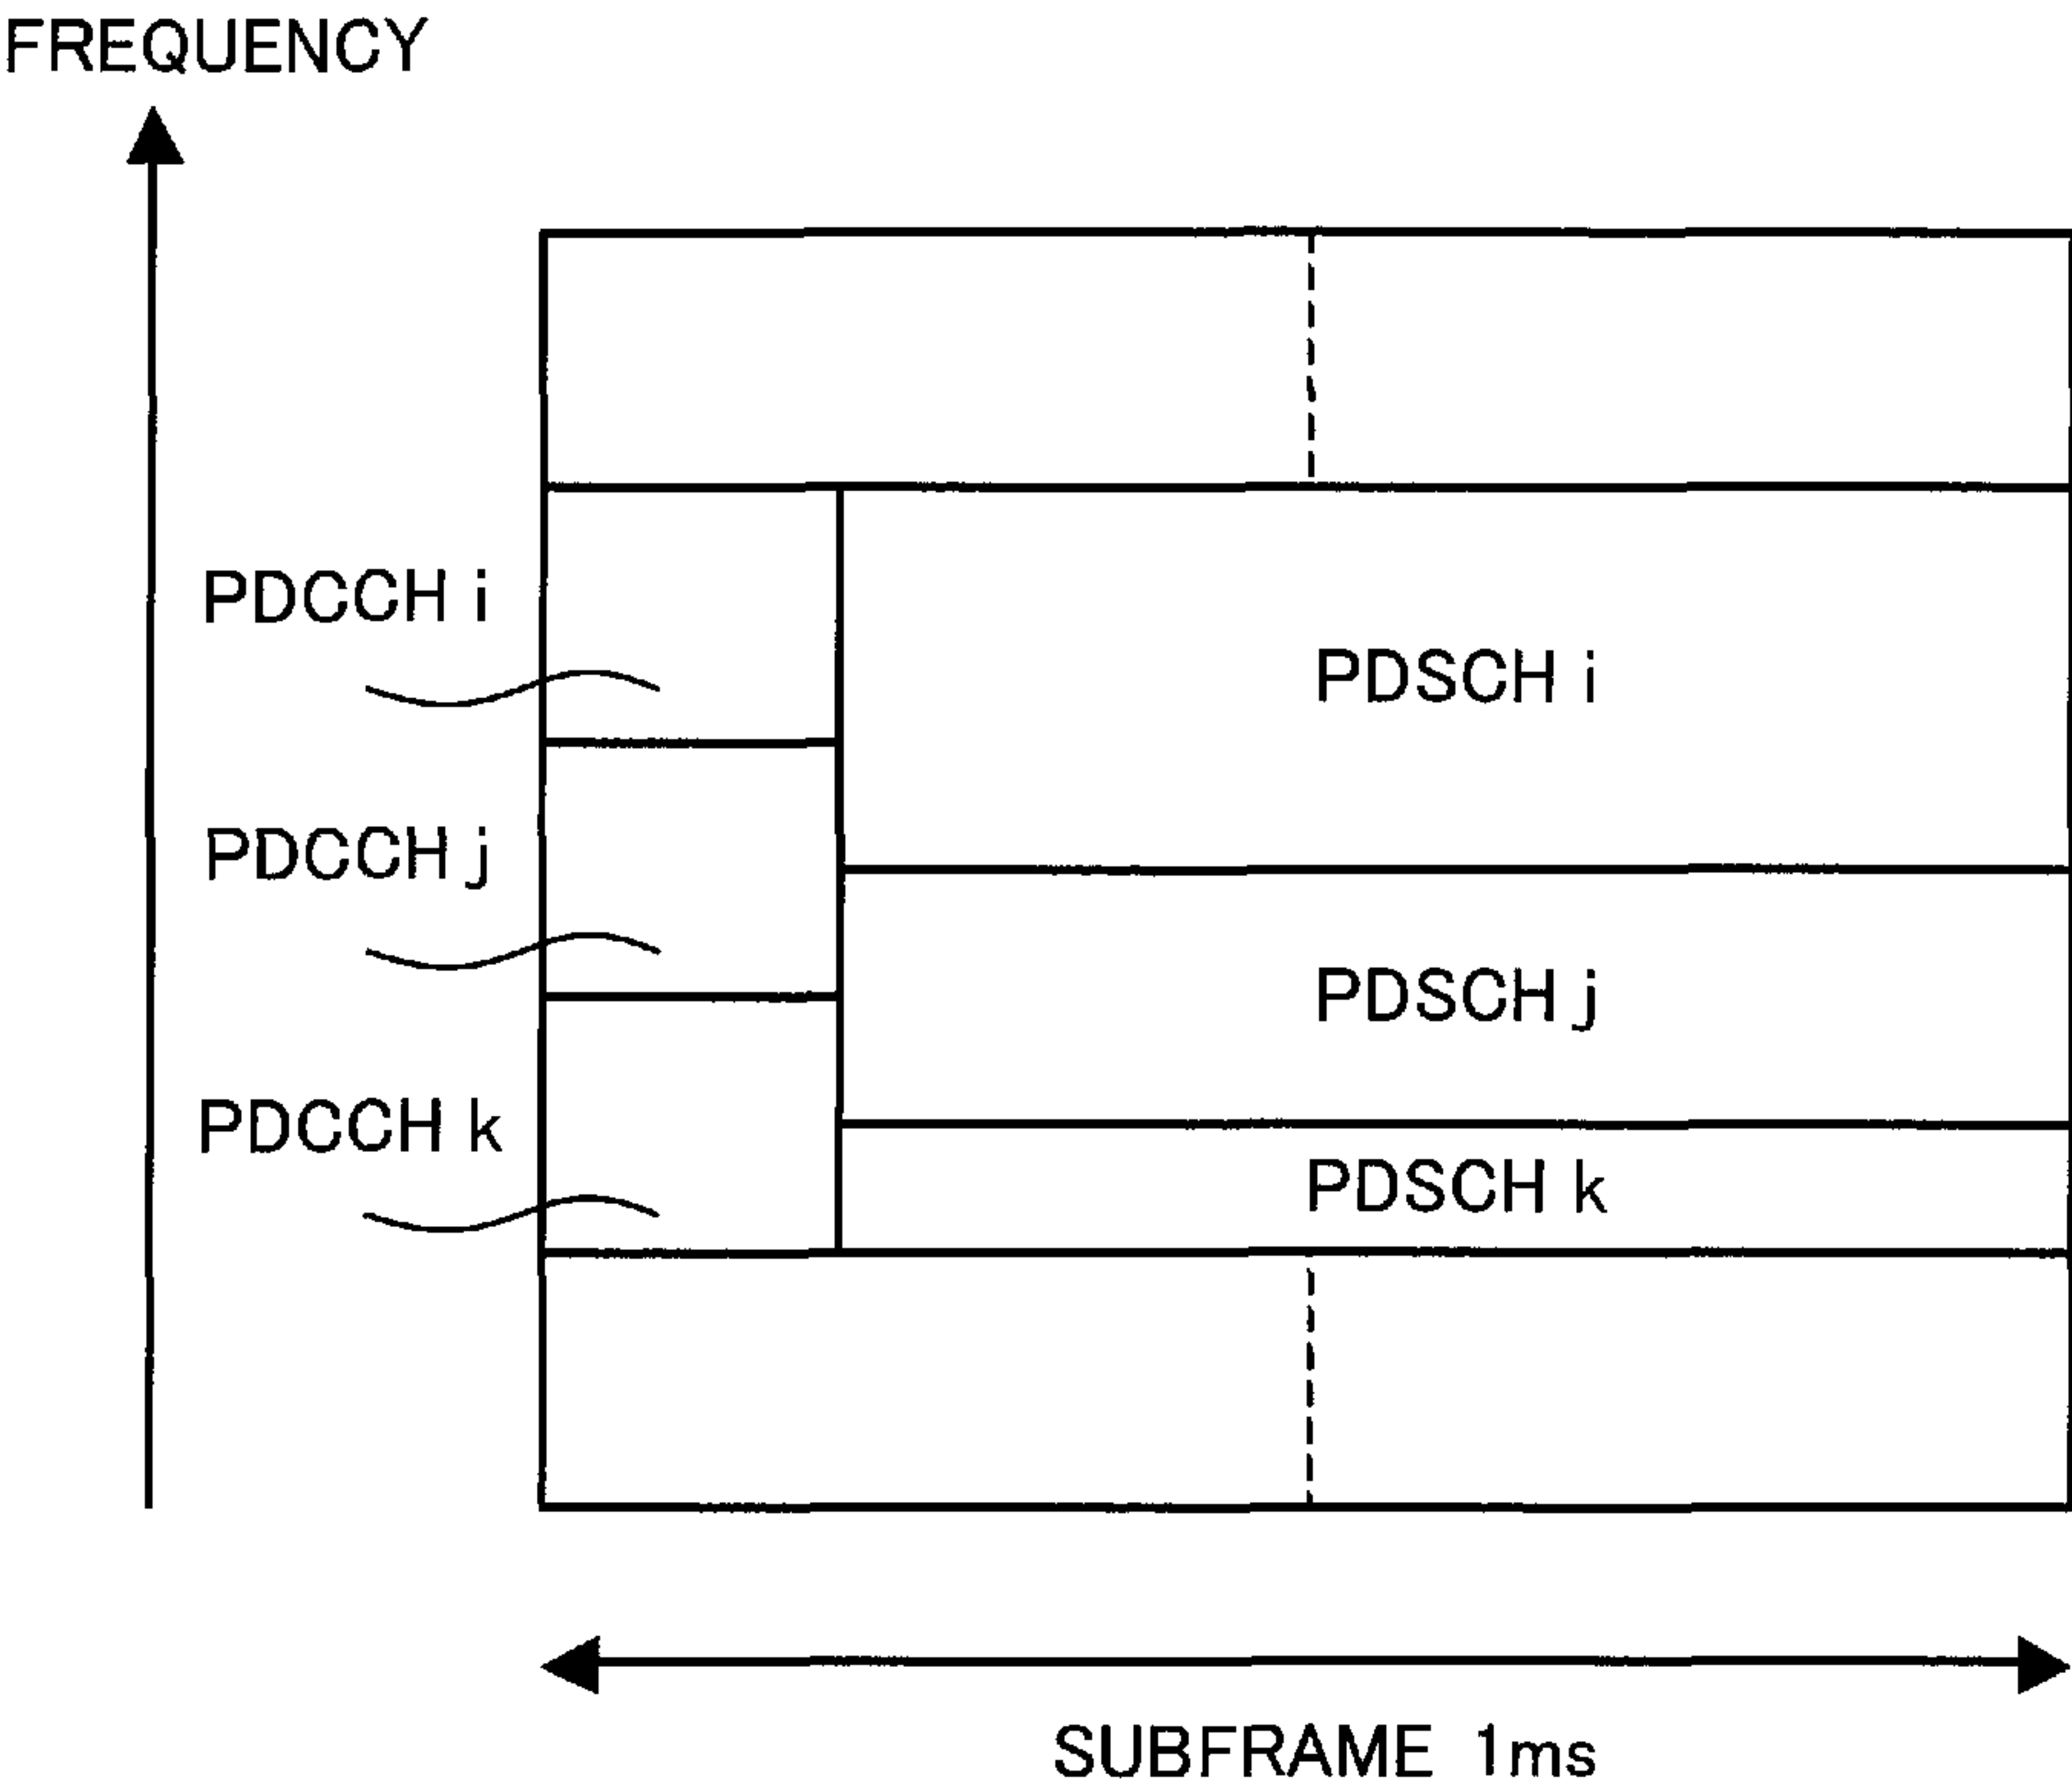 FREQUENCY
PDCCH i
PDSCH i
PDCCH j
PDSCH j
PDCCH k
PDSCH k
SUBFRAME 1ms